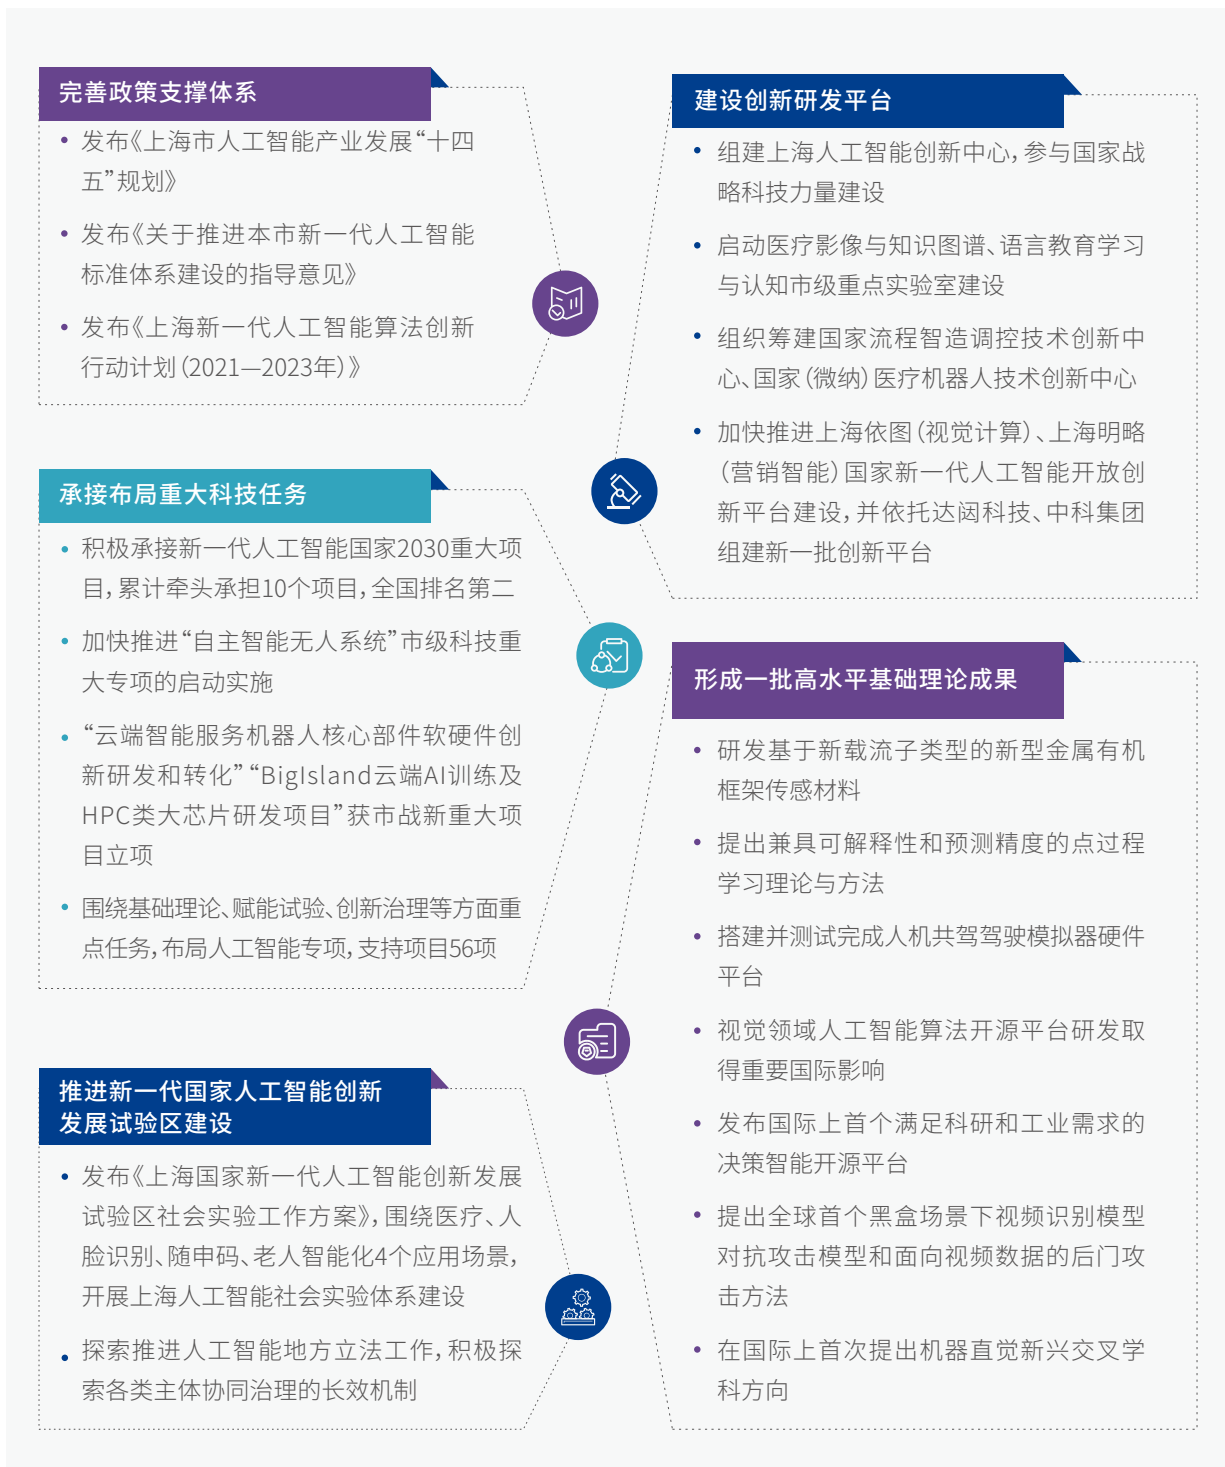 完善政策支撑体系
发布《上海市人工智能产业发展“十四
五”规划》
发布《关于推进本市新一代人工智能
标准体系建设的指导意见》
发布《上海新一代人工智能算法创新
行动计划（2021—2023年）》
承接布局重大科技任务
积极承接新一代人工智能国家2030重大项
目，累计牵头承担10个项目，全国排名第二
加快推进“自主智能无人系统”市级科技重
大专项的启动实施
“云端智能服务机器人核心部件软硬件创
新研发和转化”“BigIsland云端AI训练及
HPC类大芯片研发项目”获市战新重大项
目立项
围绕基础理论、赋能试验、创新治理等方面重
点任务，布局人工智能专项，支持项目56项
推进新一代国家人工智能创新
发展试验区建设
发布《上海国家新一代人工智能创新发展
试验区社会实验工作方案》，围绕医疗、人
脸识别、随申码、老人智能化4个应用场景，
开展上海人工智能社会实验体系建设
探索推进人工智能地方立法工作，积极探
索各类主体协同治理的长效机制
建设创新研发平台
组建上海人工智能创新中心，参与国家战
略科技力量建设
启动医疗影像与知识图谱、语言教育学习
与认知市级重点实验室建设
组织筹建国家流程智造调控技术创新中
心、国家（微纳）医疗机器人技术创新中心
加快推进上海依图（视觉计算）、上海明略
（营销智能）国家新一代人工智能开放创
新平台建设，并依托达闼科技、中科集团
组建新一批创新平台
形成一批高水平基础理论成果
研发基于新载流子类型的新型金属有机
框架传感材料
提出兼具可解释性和预测精度的点过程
学习理论与方法
搭建并测试完成人机共驾驾驶模拟器硬件
平台
视觉领域人工智能算法开源平台研发取
得重要国际影响
发布国际上首个满足科研和工业需求的
决策智能开源平台
提出全球首个黑盒场景下视频识别模型
对抗攻击模型和面向视频数据的后门攻
击方法
在国际上首次提出机器直觉新兴交叉学
科方向